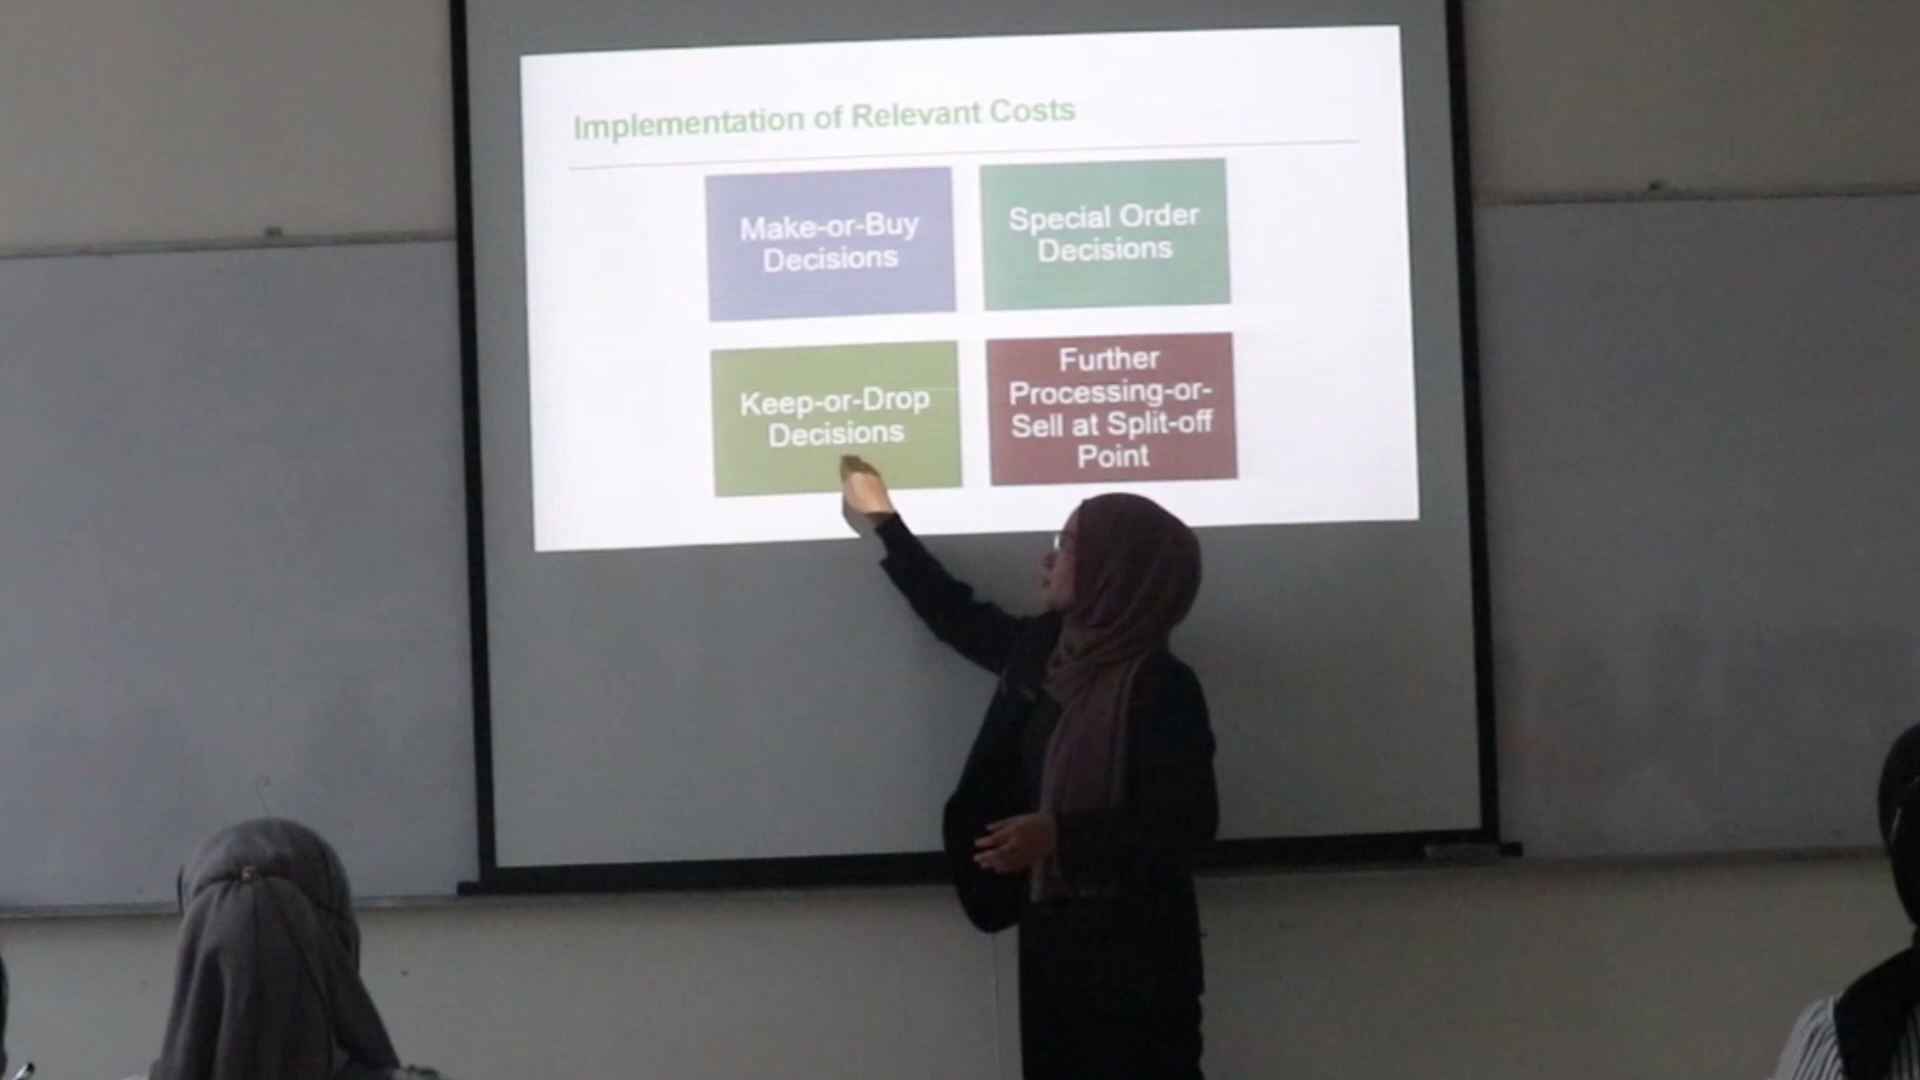 Implementation of Relevant Costs
Make-or-Buy
Decisions
Special Order
Decisions
Keep-or-Drop
Decisions
Further
Processing-or-
Sell at Split-off
Point